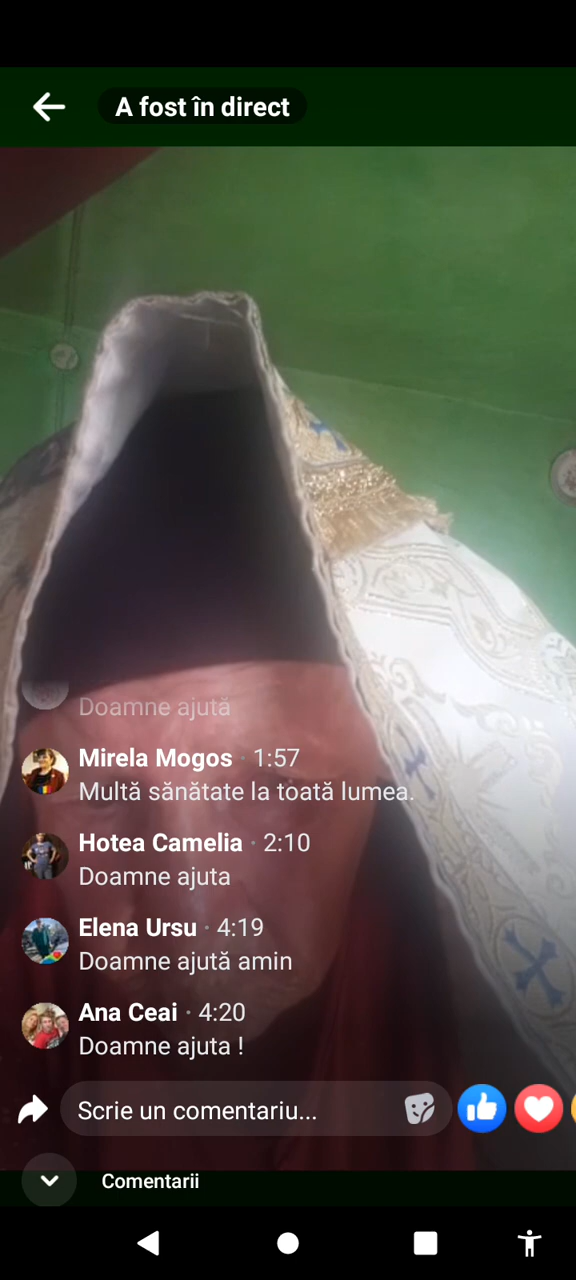 A fost în direct
Doamne ajută
Mirela Mogos · 1:57
Multă sănătate la toată lumea.
Hotea Camelia · 2:10
Doamne ajuta
Elena Ursu · 4:19
Doamne ajută amin
Ana Ceai · 4:20
Doamne ajuta !
Scrie un comentariu...
Comentarii